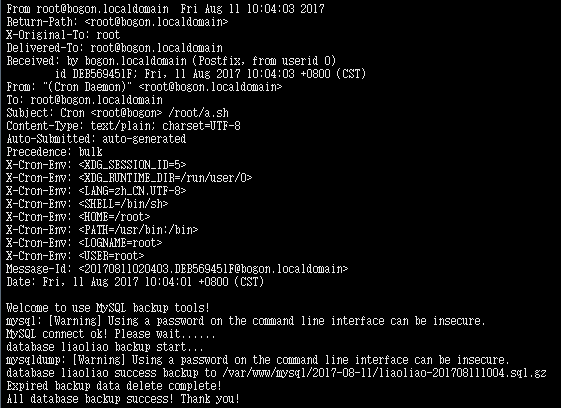 From root@bogon.localdomain  Fri Aug 11 10:04:03 2017
Return-Path: <root@bogon.localdomain>
X-Original-To: root
Delivered-To: root@bogon.localdomain
Received: by bogon.localdomain (Postfix, from userid 0)
        id DEB569451F; Fri, 11 Aug 2017 10:04:03 +0800 (CST)
From: "(Cron Daemon)" <root@bogon.localdomain>
To: root@bogon.localdomain
Subject: Cron <root@bogon> /root/a.sh
Content-Type: text/plain; charset=UTF-8
Auto-Submitted: auto-generated
Precedence: bulk
X-Cron-Env: <XDG_SESSION_ID=5>
X-Cron-Env: <XDG_RUNTIME_DIR=/run/user/0>
X-Cron-Env: <LANG=zh_CN.UTF-8>
X-Cron-Env: <SHELL=/bin/sh>
X-Cron-Env: <HOME=/root>
X-Cron-Env: <PATH=/usr/bin:/bin>
X-Cron-Env: <LOGNAME=root>
X-Cron-Env: <USER=root>
Message-Id: <20170811020403.DEB569451F@bogon.localdomain>
Date: Fri, 11 Aug 2017 10:04:01 +0800 (CST)

Welcome to use MySQL backup tools!
mysql: [Warning] Using a password on the command line interface can be insecure.
MySQL connect ok! Please wait......
database liaoliao backup start...
mysqldump: [Warning] Using a password on the command line interface can be insecure.
database liaoliao success backup to /var/www/mysql/2017-08-11/liaoliao-201708111004.sql.gz
Expired backup data delete complete!
All database backup success! Thank you!